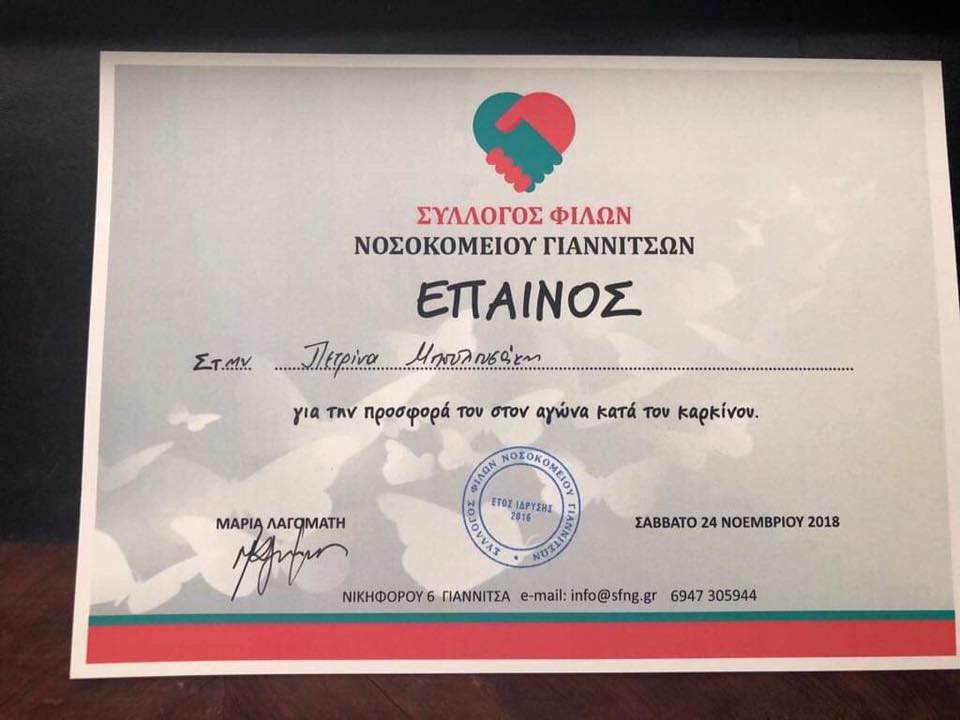 ΣΥΛΛΟΓΟΣ ΦΙΛΩΝ
ΝΟΣΟΚΟΜΕΙΟΥ ΓΙΑΝΝΙΤΣΩΝ
ΕΠΑΙΝΟΣ
Στ.ην Πετρίνα
για την προσφορά του στον αγώνα κατά του καρκίνου.
ΣΥΛΛΟΓΟΣ ΦΙΛΩΝ ΝΟΣΟΚΟΜΕΙΟΥ ΓΙΑΝΝΙΤΣΩΝ
ΕΤΟΣ ΙΔΡΥΣΗΣ
2016
ΜΑΡΙΑ ΛΑΓΟΜΑΤΗ
ΣΑΒΒΑΤΟ 24 ΝΟΕΜΒΡΙΟΥ 2018
ΝΙΚΗΦΟΡΟΥ 6 ΓΙΑΝΝΙΤΣΑ e-mail: info@sfng.gr 6947 305944